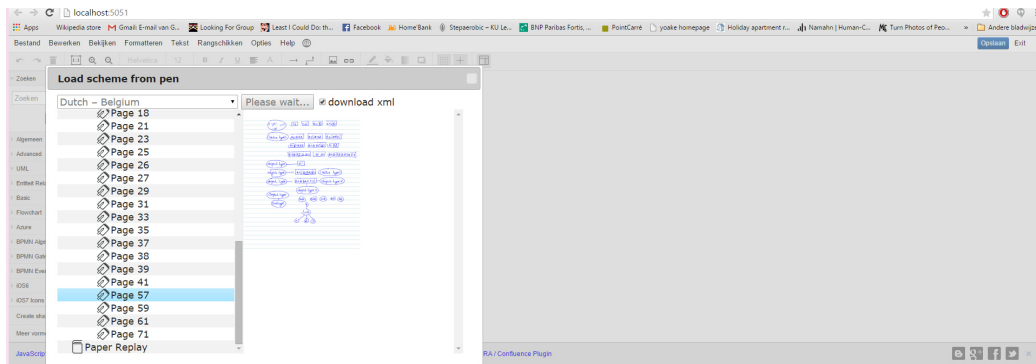 localhost:5051
Apps Wikipedia store Gmail: E-mail van G... Looking For Group Least I Could Do: th... Facebook Home'Bank Stepaerobic – KU Le... BNP Paribas Fortis, ... PointCarré yoake homepage Holiday apartment r... Namahn | Human-C... Turn Photos of Peo... » Andere bladwijzers
Bestand Bewerken Bekijken Formatteren Tekst Rangschikken Opties Help Opslaan Exit
Helvetica 12 B I U A
Zoeken
Load scheme from pen
Zoeken
Dutch – Belgium
Please wait...
download xml
Page 18
Page 21
Page 23
Page 25
Page 26
Page 27
Page 29
Page 31
Page 33
Page 35
Page 37
Page 38
Page 39
Page 41
Page 57
Page 59
Page 61
Page 71
Paper Replay
Algemeen
Advanced
UML
Entiteit Rela
Basic
Flowchart
Azure
BPMN Alge
BPMN Gate
BPMN Even
iOS6
iOS7 Icons
Create sha
Meer vorme
JavaScrip
RA / Confluence Plugin